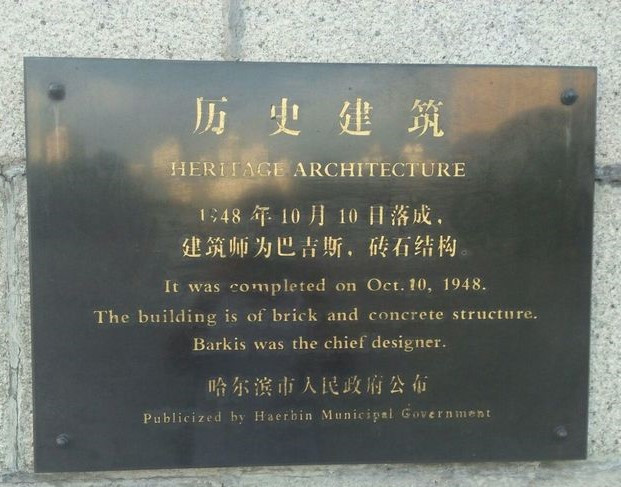 历史建筑
HERITAGE ARCHITECTURE
1948年10月10日落成，
建筑师为巴吉斯，砖石结构。
It was completed on Oct.10, 1948.
The building is of brick and concrete structure.
Barkis was the chief designer.
哈尔滨市人民政府公布
Publicized by Haerbin Municipal Government